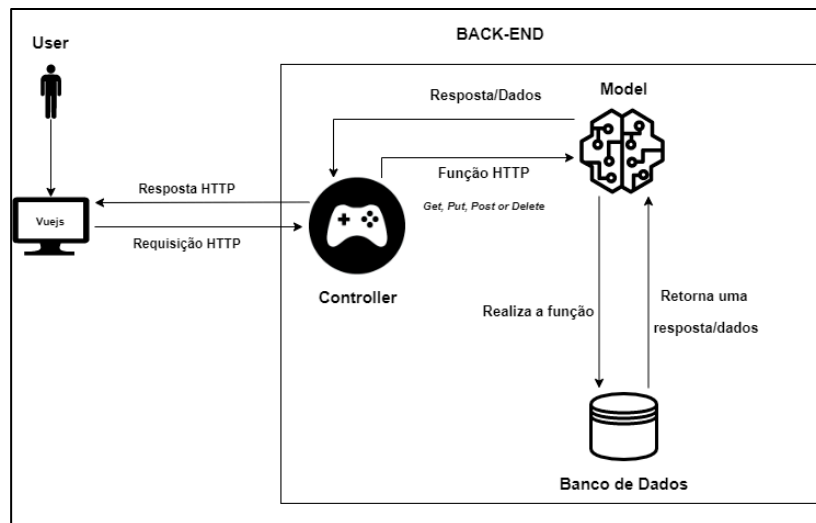 BACK-END
User
Model
Resposta/Dados
Função HTTP
Get, Put, Post or Delete
Resposta HTTP
Vuejs
Requisição HTTP
Controller
Realiza a função
Retorna uma
resposta/dados
Banco de Dados